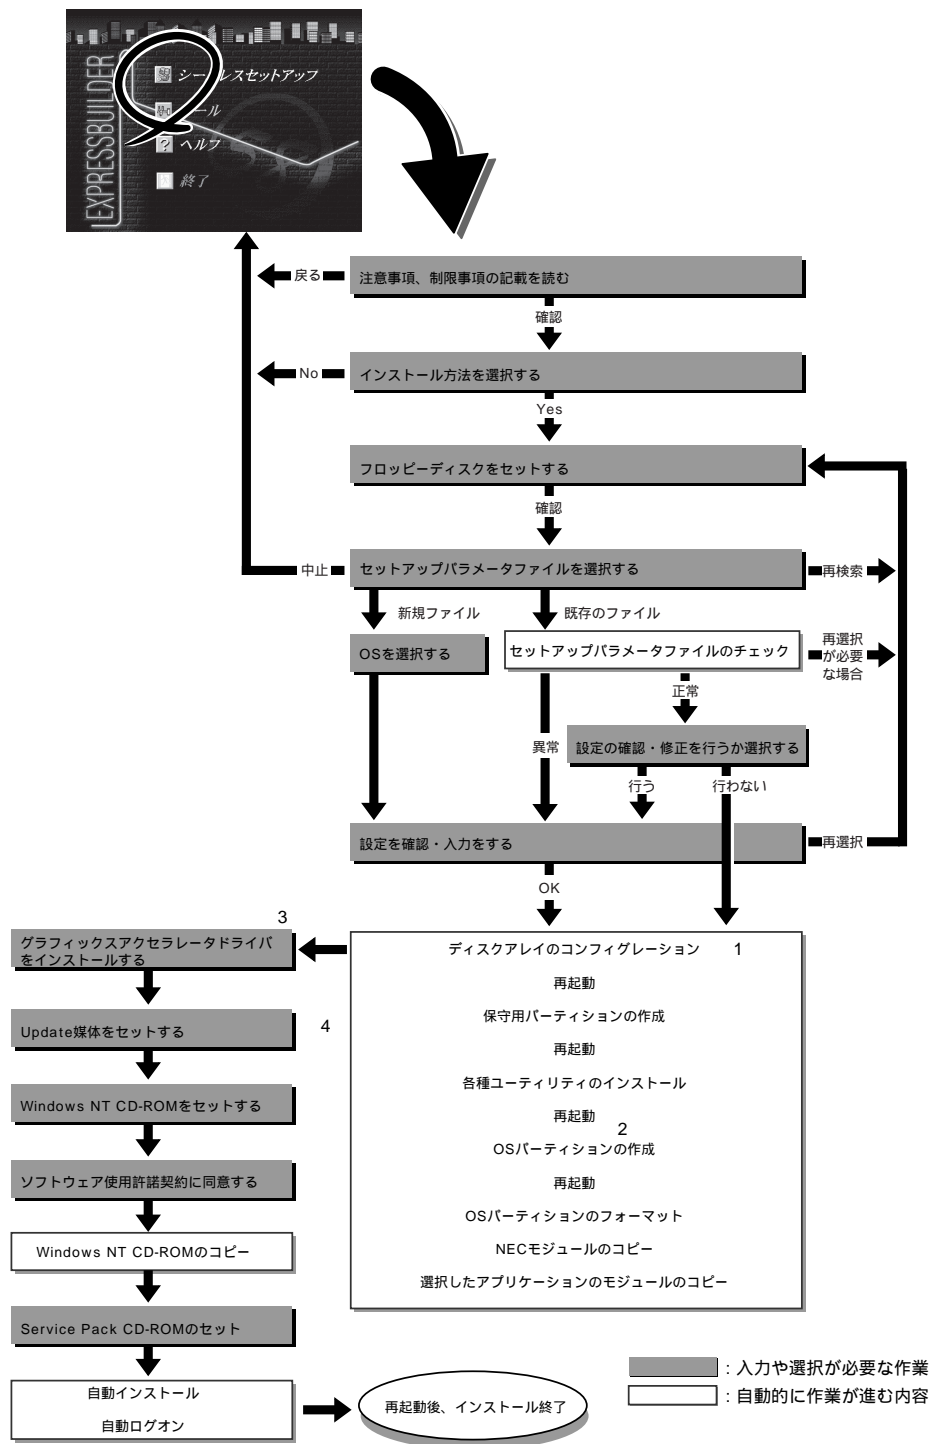 EXPRESSBUILDER
シームレスセットアップ
ツール
ヘルプ
終了
戻る
注意事項、制限事項の記載を読む
確認
No
インストール方法を選択する
Yes
フロッピーディスクをセットする
確認
中止
セットアップパラメータファイルを選択する
再検索
新規ファイル
既存のファイル
OSを選択する
セットアップパラメータファイルのチェック
再選択
が必要
な場合
正常
異常
設定の確認・修正を行うか選択する
行う
行わない
設定を確認・入力をする
再選択
OK
3
グラフィックスアクセラレータドライバ
をインストールする
Update媒体をセットする
4
Windows NT CD-ROMをセットする
ソフトウェア使用許諾契約に同意する
Windows NT CD-ROMのコピー
Service Pack CD-ROMのセット
自動インストール
自動ログオン
ディスクアレイのコンフィグレーション
1
再起動
保守用パーティションの作成
再起動
各種ユーティリティのインストール
再起動
2
OSパーティションの作成
再起動
OSパーティションのフォーマット
NECモジュールのコピー
選択したアプリケーションのモジュールのコピー
再起動後、インストール終了
：入力や選択が必要な作業
：自動的に作業が進む内容